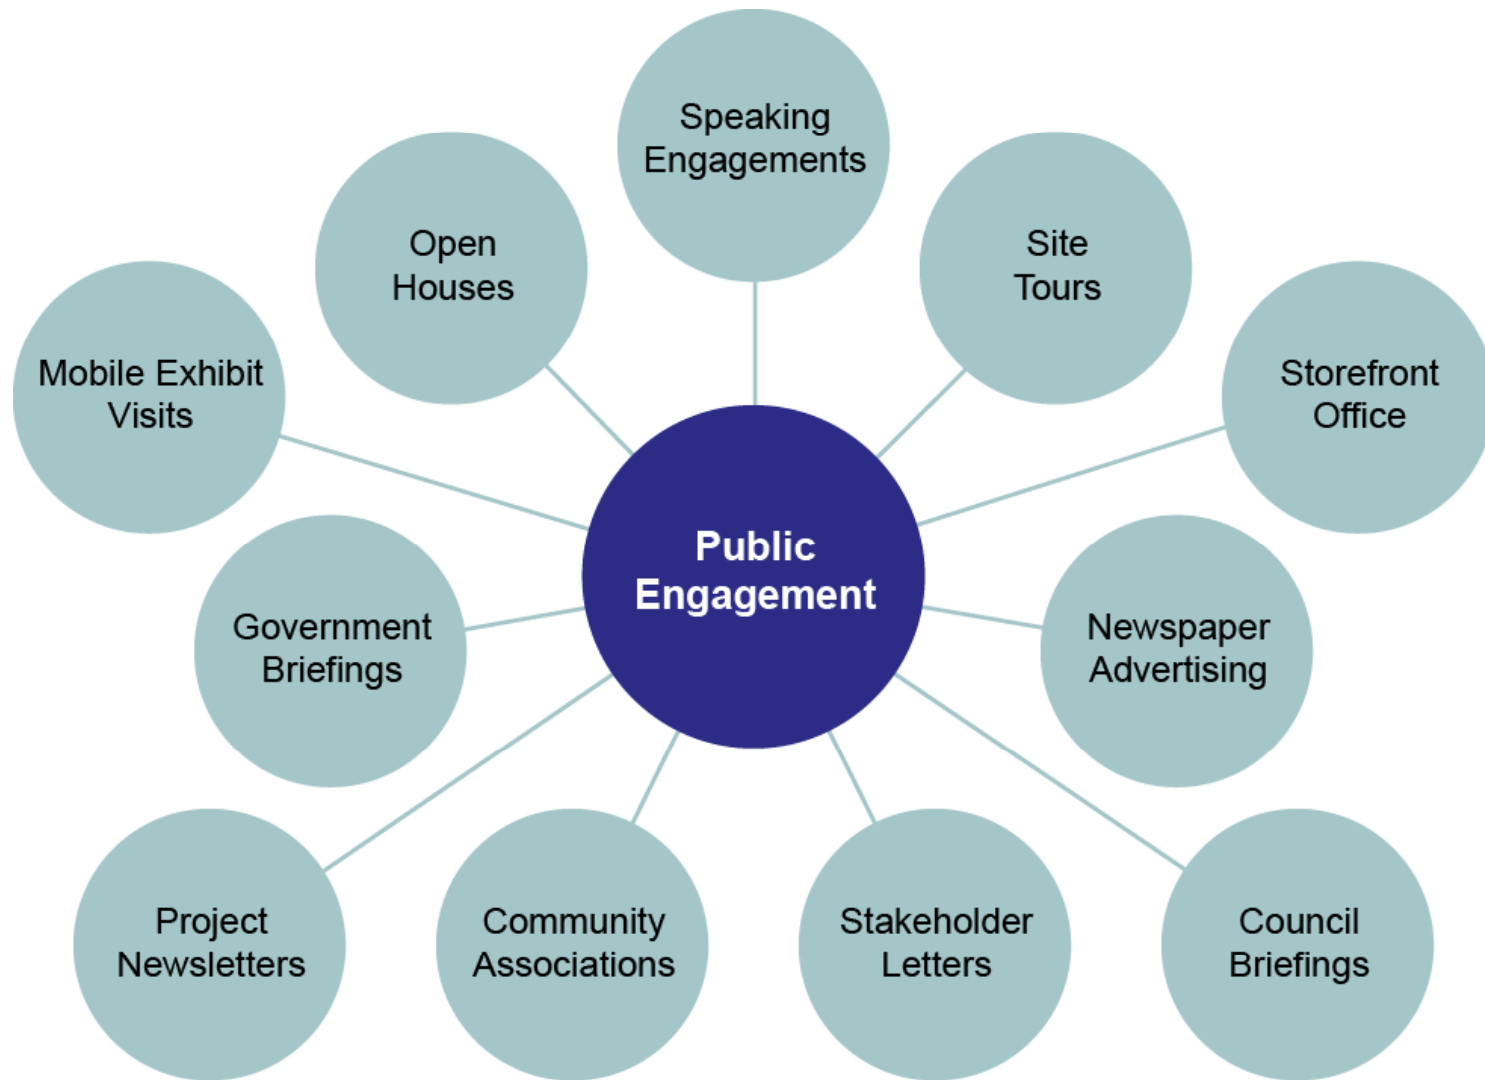 Speaking
Engagements
Open
Houses
Site
Tours
Mobile Exhibit
Visits
Storefront
Office
Public
Engagement
Government
Briefings
Newspaper
Advertising
Project
Newsletters
Community
Associations
Stakeholder
Letters
Council
Briefings